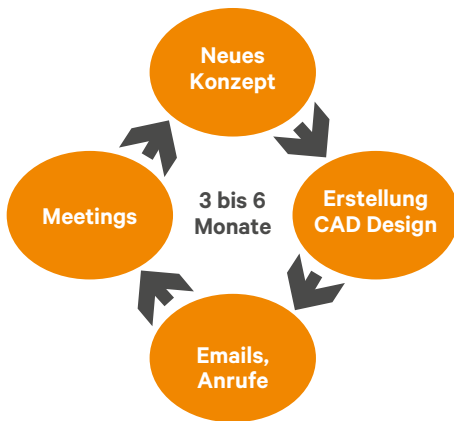 Neues
Konzept
Erstellung
CAD Design
Emails,
Anrufe
Meetings
3 bis 6
Monate